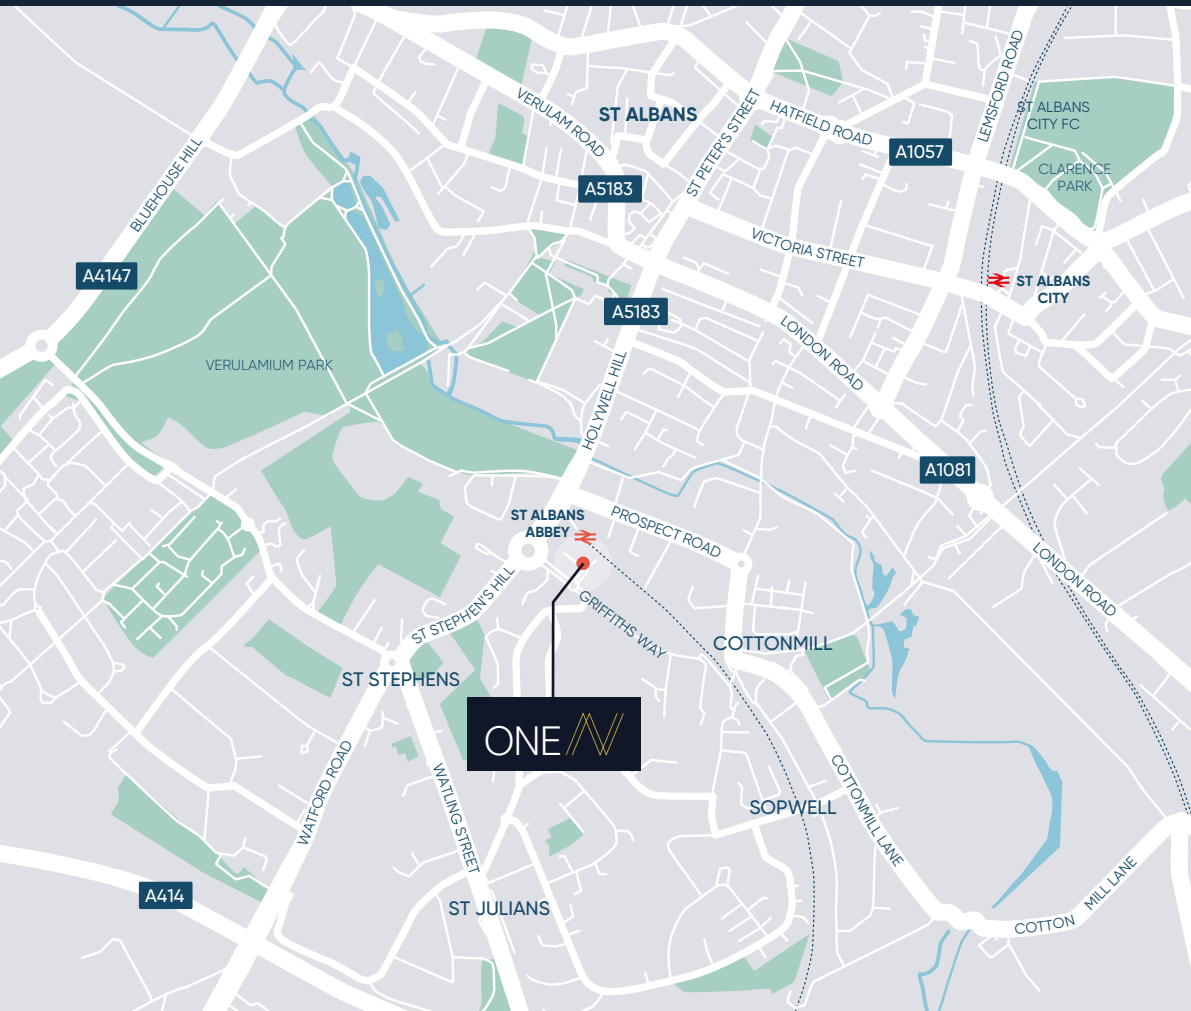 LEMSFORD ROAD
VERULAM ROAD
ST ALBANS
ST PETER'S STREET
HATFIELD ROAD
ST ALBANS
CITY FC
A1057
CLARENCE
PARK
BLUEHOUSE HILL
A5183
VICTORIA STREET
A4147
ST ALBANS
CITY
A5183
LONDON ROAD
VERULAMIUM PARK
HOLYWELL HILL
A1081
ST ALBANS
ABBEY
PROSPECT ROAD
LONDON ROAD
ST STEPHEN'S HILL
GRIFFITHS WAY
COTTONMILL
ST STEPHENS
ONE
WATFORD ROAD
WATLING STREET
COTTONMILL LANE
SOPWELL
A414
ST JULIANS
COTTON
MILL LANE